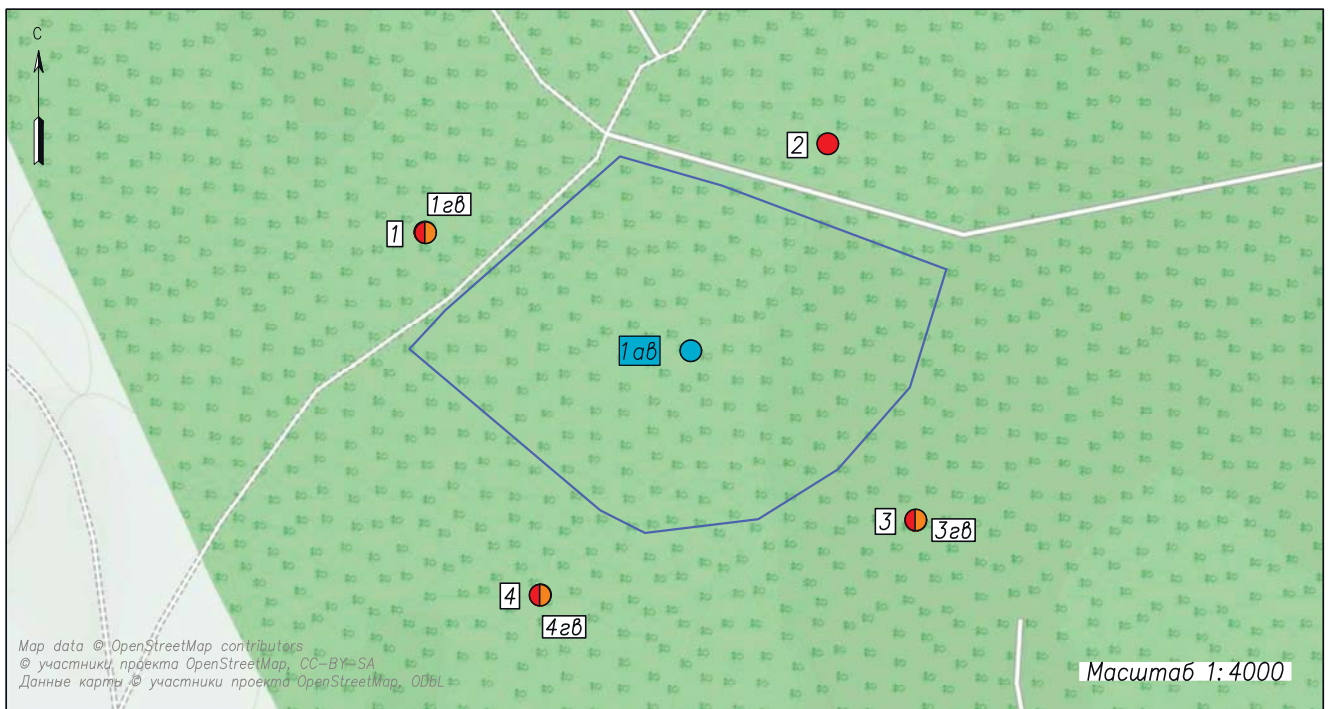 С
2
1гв
1
1ав
3
3гв
4
4гв
Map data © OpenStreetMap contributors
© участники проекта OpenStreetMap, CC-BY-SA
Данные карты © участники проекта OpenStreetMap, ODbL
Масштаб 1:4000